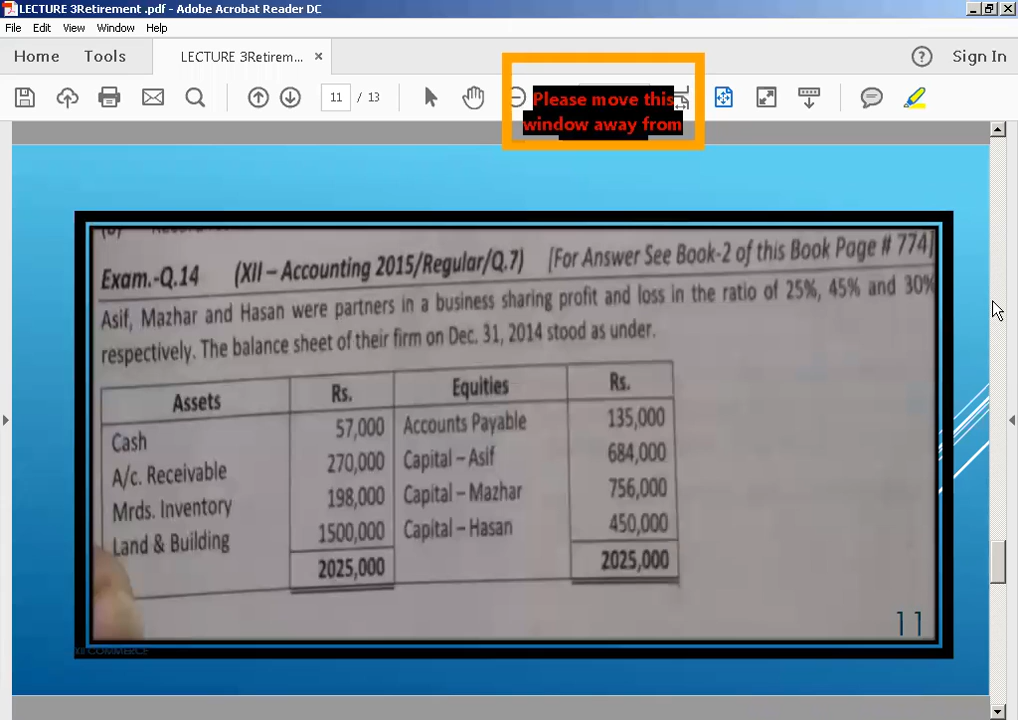 LECTURE 3Retirement .pdf - Adobe Acrobat Reader DC
File Edit View Window Help
Home Tools LECTURE 3Retirem... Sign In
11 / 13
Please move this
window away from
Exam.-Q.14 (XII – Accounting 2015/Regular/Q.7) [For Answer See Book-2 of this Book Page # 774]
Asif, Mazhar and Hasan were partners in a business sharing profit and loss in the ratio of 25%, 45% and 30%
respectively. The balance sheet of their firm on Dec. 31, 2014 stood as under.
Assets Rs. Equities Rs.
Cash 57,000 Accounts Payable 135,000
A/c. Receivable 270,000 Capital – Asif 684,000
Mrds. Inventory 198,000 Capital – Mazhar 756,000
Land & Building 1500,000 Capital – Hasan 450,000
2025,000 2025,000
11
XII COMMERCE